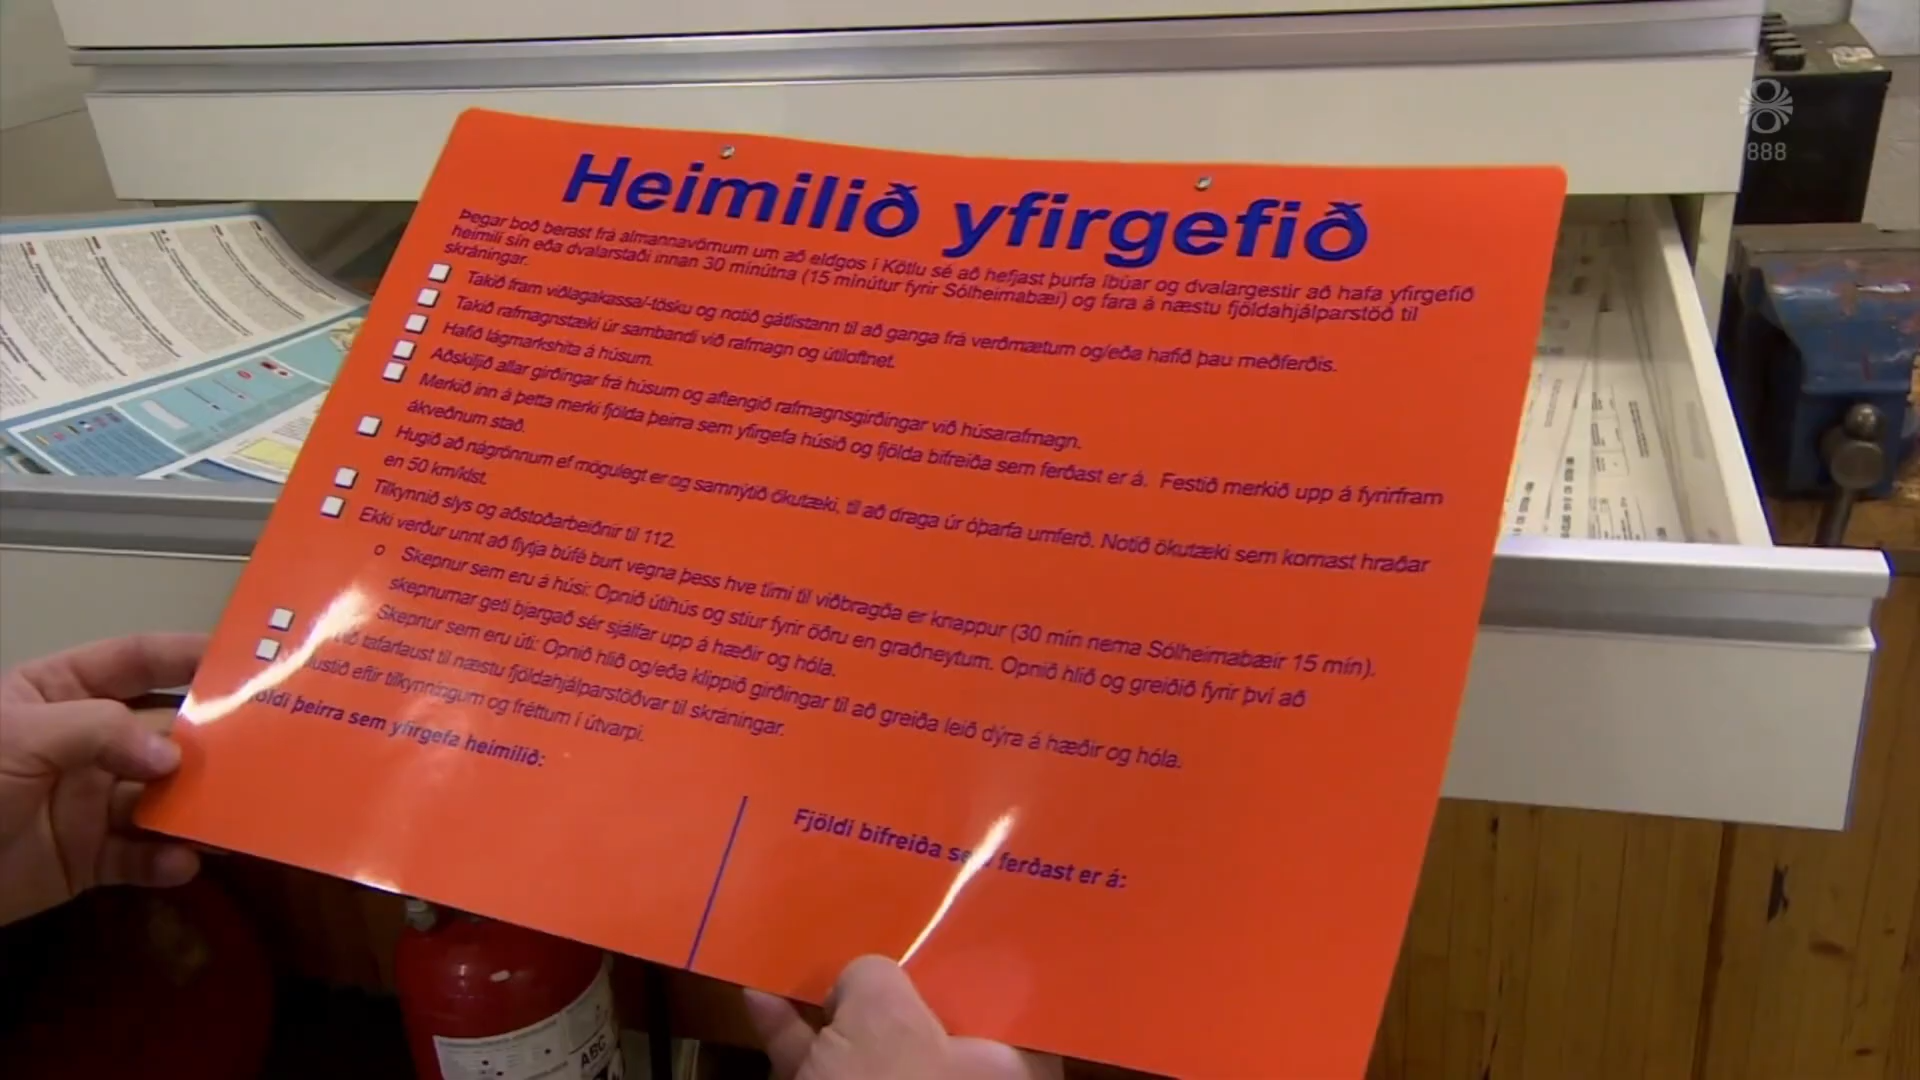 888
Heimilið yfirgefið
Þegar boð berast frá almannavörnum um að eldgos í Kötlu sé að hefjast þurfa íbúar og dvalargestir að hafa yfirgefið
heimili sín eða dvalarstaði innan 30 mínútna (15 mínútur fyrir Sólheimabæi) og fara á næstu fjöldahjálparstöð til
skráningar.
Takið fram viðlagakassa/-tösku og notið gátlistann til að ganga frá verðmætum og/eða hafið þau meðferðis.
Takið rafmagnstæki úr sambandi við rafmagn og útiloftnet.
Hafið lágmarkshita á húsum.
Aðskiljið allar girðingar frá húsum og aftengið rafmagnsgirðingar við húsarafmagn.
Merkið inn á þetta merki fjölda þeirra sem yfirgefa húsið og fjölda bifreiða sem ferðast er á. Festið merkið upp á fyrirfram
ákveðnum stað.
Hugið að nágrönnum ef mögulegt er og samnýtið ökutæki, til að draga úr óþarfa umferð. Notið ökutæki sem komast hraðar
en 50 km/klst.
Tilkynnið slys og aðstoðarbeiðnir til 112.
Ekki verður unnt að flytja búfé burt vegna þess hve tími til viðbragða er knappur (30 mín nema Sólheimabæir 15 mín).
o Skepnur sem eru á húsi: Opnið útihús og stíur fyrir öðru en graðneytum. Opnið hlið og greiðið fyrir því að
skepnurnar geti bjargað sér sjálfar upp á hæðir og hóla.
Skepnur sem eru úti: Opnið hlið og/eða klippið girðingar til að greiða leið dýra á hæðir og hóla.
tafarlaust til næstu fjöldahjálparstöðvar til skráningar.
eftir tilkynningum og fréttum í útvarpi.
þeirra sem yfirgefa heimilið:
Fjöldi bifreiða sem ferðast er á:
ABC